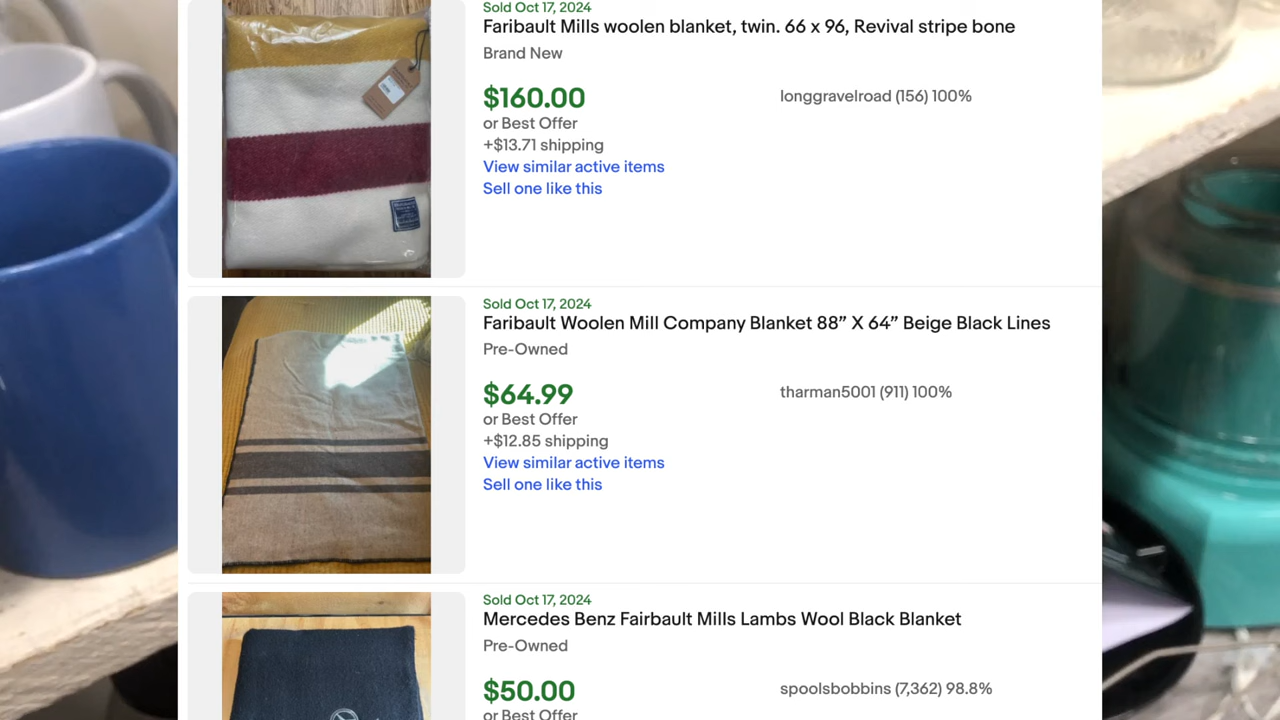 Sold Oct 17, 2024
Faribault Mills woolen blanket, twin. 66 x 96, Revival stripe bone
Brand New
$160.00
longgravelroad (156) 100%
or Best Offer
+$13.71 shipping
View similar active items
Sell one like this
Sold Oct 17, 2024
Faribault Woolen Mill Company Blanket 88” X 64” Beige Black Lines
Pre-Owned
$64.99
tharman5001 (911) 100%
or Best Offer
+$12.85 shipping
View similar active items
Sell one like this
Sold Oct 17, 2024
Mercedes Benz Fairbault Mills Lambs Wool Black Blanket
Pre-Owned
$50.00
spoolsbobbins (7,362) 98.8%
or Best Offer